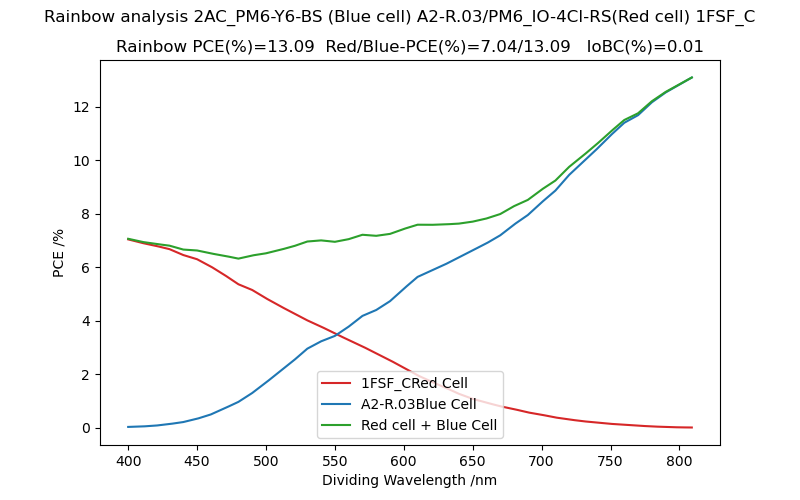 Rainbow analysis 2AC_PM6-Y6-BS (Blue cell) A2-R.03/PM6_IO-4Cl-RS(Red cell) 1FSF_C
Rainbow PCE(%)=13.09  Red/Blue-PCE(%)=7.04/13.09   IoBC(%)=0.01
12
10
8
6
4
2
0
PCE /%
1FSF_CRed Cell
A2-R.03Blue Cell
Red cell + Blue Cell
400 450 500 550 600 650 700 750 800
Dividing Wavelength /nm